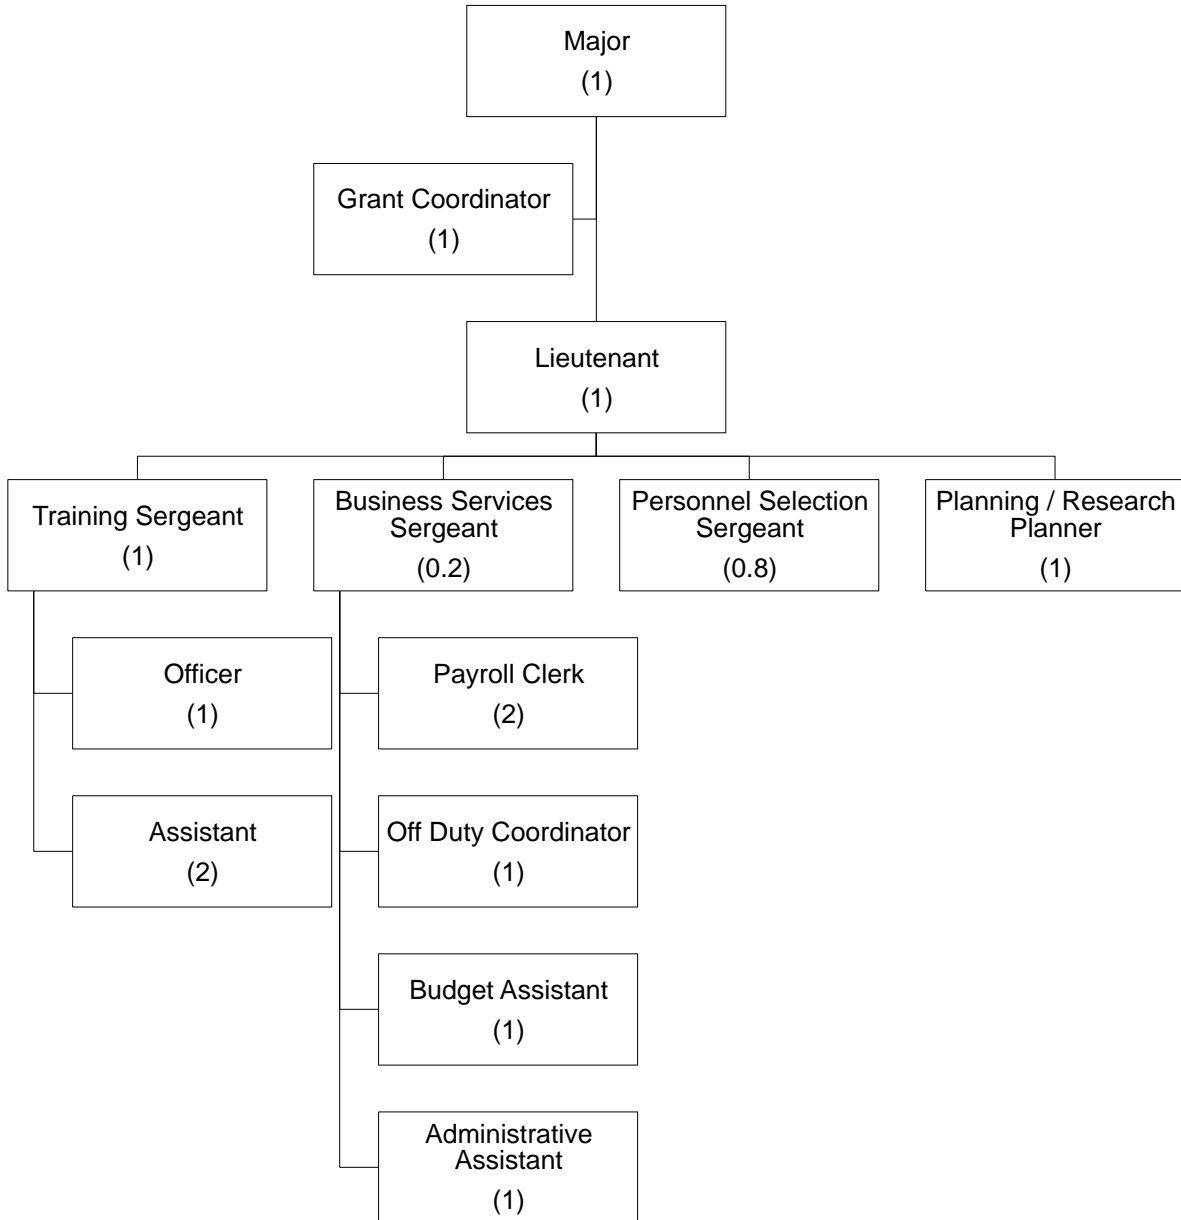 Major
(1)
Grant Coordinator
(1)
Lieutenant
(1)
Training Sergeant
(1)
Business Services
Sergeant
(0.2)
Personnel Selection
Sergeant
(0.8)
Planning / Research
Planner
(1)
Officer
(1)
Assistant
(2)
Payroll Clerk
(2)
Off Duty Coordinator
(1)
Budget Assistant
(1)
Administrative
Assistant
(1)